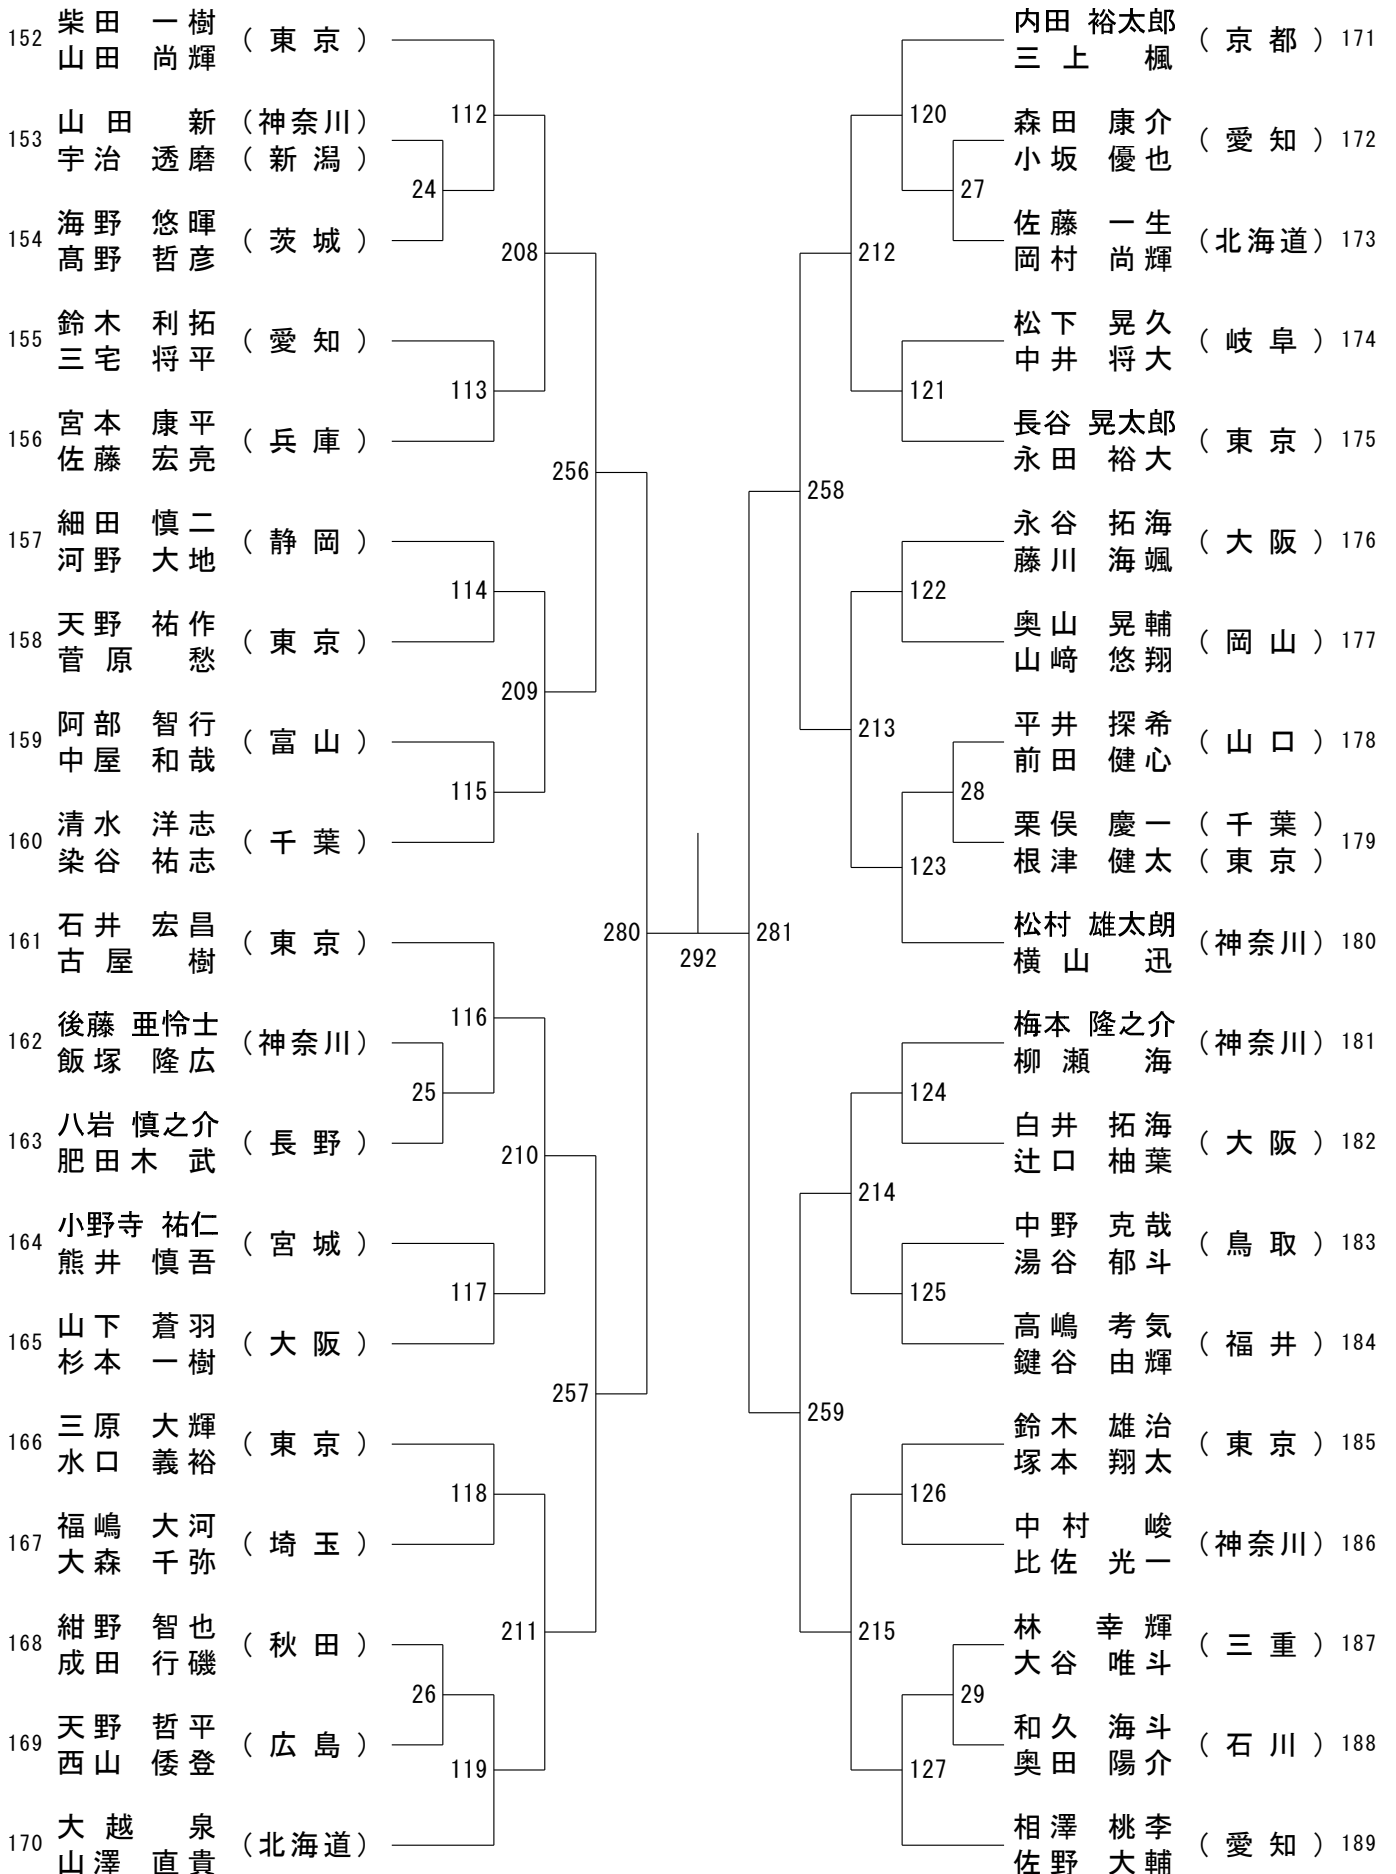 152 柴田 一樹 (東京)
山田 尚輝
153 山田 新 (神奈川)
宇治 透磨 (新潟)
154 海野 悠暉 (茨城)
髙野 哲彦
155 鈴木 利拓 (愛知)
三宅 将平
156 宮本 康平 (兵庫)
佐藤 宏亮
157 細田 慎二 (静岡)
河野 大地
158 天野 祐作 (東京)
菅原 愁
159 阿部 智行 (富山)
中屋 和哉
160 清水 洋志 (千葉)
染谷 祐志
161 石井 宏昌 (東京)
古屋 樹
162 後藤 亜怜士 (神奈川)
飯塚 隆広
163 八岩 慎之介 (長野)
肥田木 武
164 小野寺 祐仁 (宮城)
熊井 慎吾
165 山下 蒼羽 (大阪)
杉本 一樹
166 三原 大輝 (東京)
水口 義裕
167 福嶋 大河 (埼玉)
大森 千弥
168 紺野 智也 (秋田)
成田 行磯
169 天野 哲平 (広島)
西山 倭登
170 大越 泉 (北海道)
山澤 直貴
112
24
208
113
256
114
209
115
280
116
25
210
117
257
118
211
26
119
292
281
120
27
212
121
258
122
213
28
123
124
214
125
259
126
215
29
127
内田 裕太郎 (京都) 171
三上 楓
森田 康介 (愛知) 172
小坂 優也
佐藤 一生 (北海道) 173
岡村 尚輝
松下 晃久 (岐阜) 174
中井 将大
長谷 晃太郎 (東京) 175
永田 裕大
永谷 拓海 (大阪) 176
藤川 海颯
奥山 晃輔 (岡山) 177
山﨑 悠翔
平井 探希 (山口) 178
前田 健心
栗俣 慶一 (千葉) 179
根津 健太 (東京)
松村 雄太朗 (神奈川) 180
横山 迅
梅本 隆之介 (神奈川) 181
柳瀬 海
白井 拓海 (大阪) 182
辻口 柚葉
中野 克哉 (鳥取) 183
湯谷 郁斗
高嶋 考気 (福井) 184
鍵谷 由輝
鈴木 雄治 (東京) 185
塚本 翔太
中村 峻 (神奈川) 186
比佐 光一
林 幸輝 (三重) 187
大谷 唯斗
和久 海斗 (石川) 188
奥田 陽介
相澤 桃李 (愛知) 189
佐野 大輔